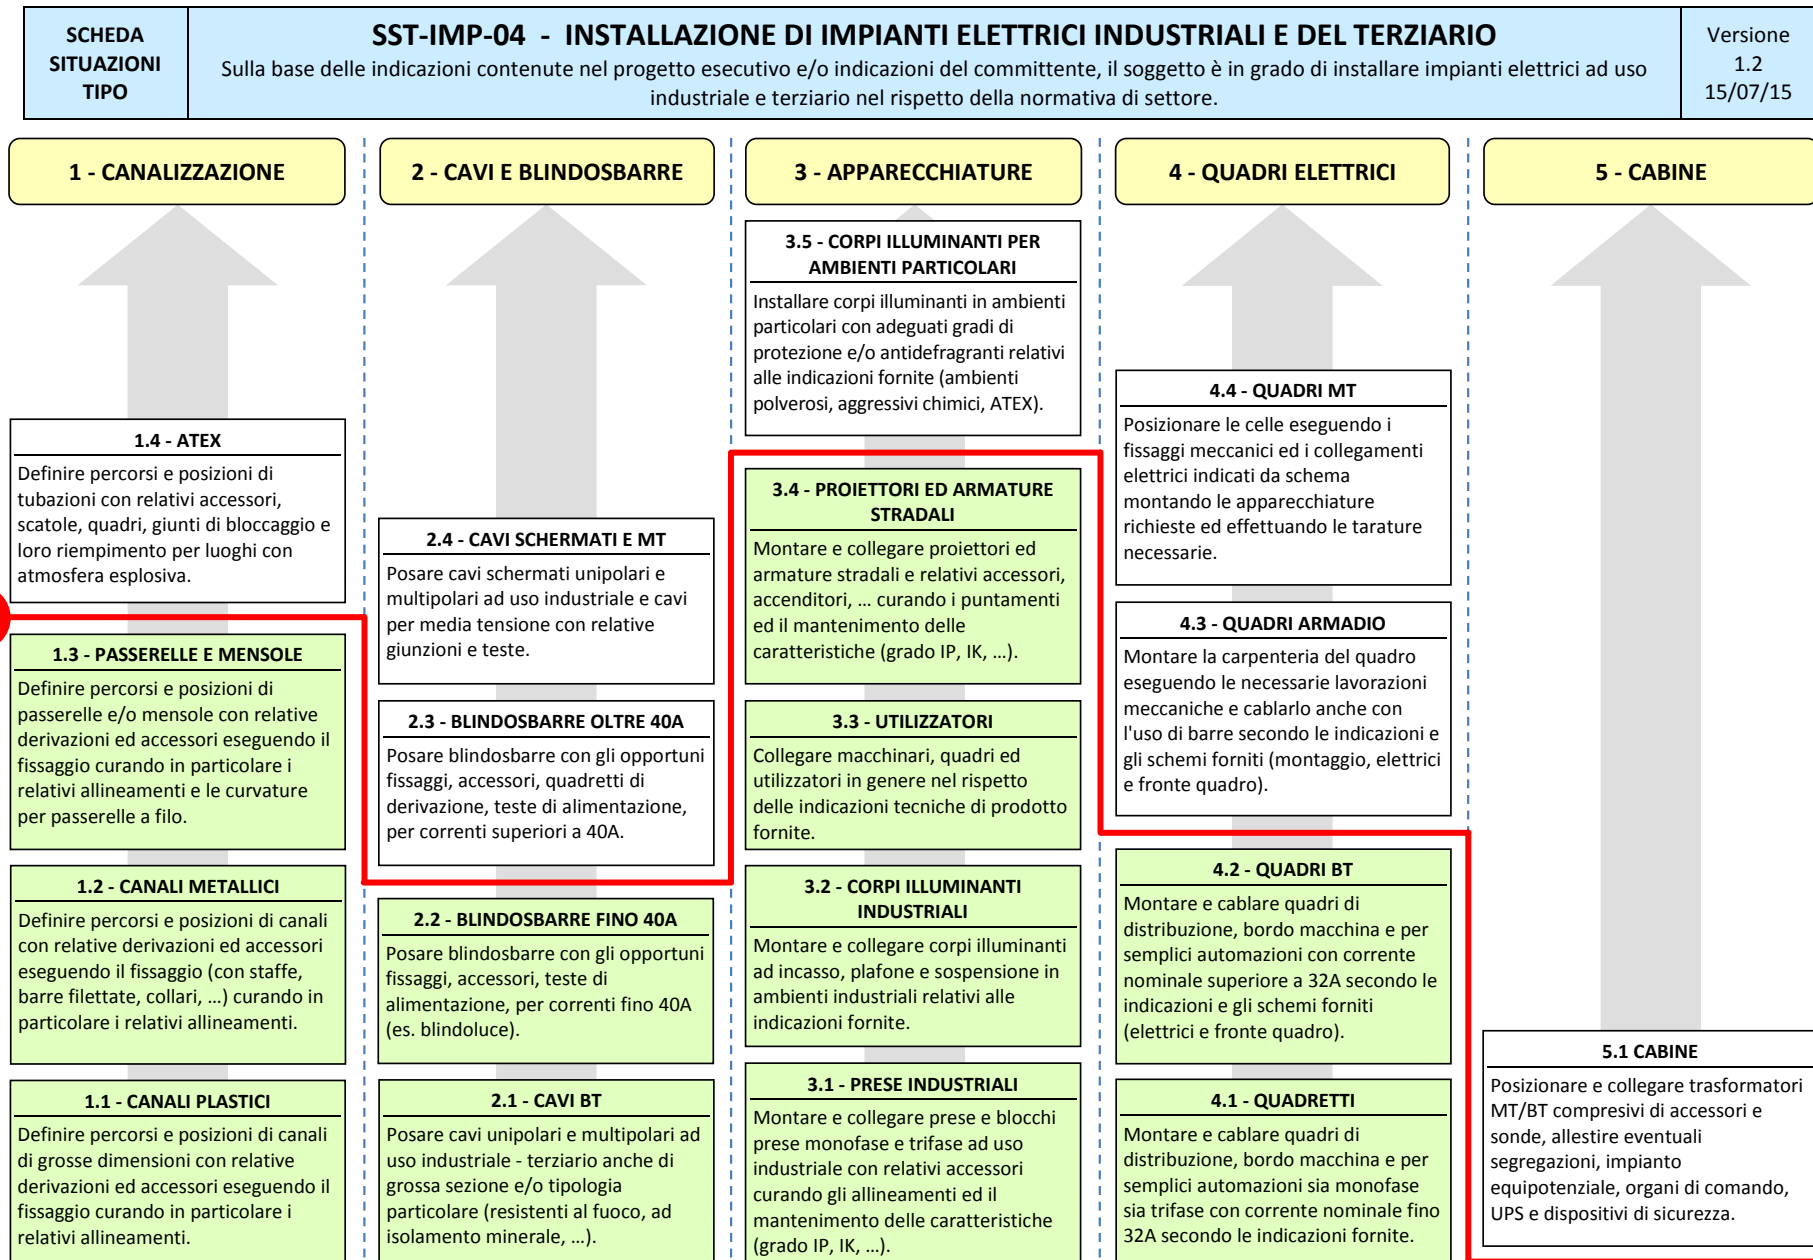 SCHEDA
SITUAZIONI
TIPO
SST-IMP-04 - INSTALLAZIONE DI IMPIANTI ELETTRICI INDUSTRIALI E DEL TERZIARIO
Sulla base delle indicazioni contenute nel progetto esecutivo e/o indicazioni del committente, il soggetto è in grado di installare impianti elettrici ad uso
industriale e terziario nel rispetto della normativa di settore.
Versione
1.2
15/07/15
1 - CANALIZZAZIONE
1.4 - ATEX
Definire percorsi e posizioni di
tubazioni con relativi accessori,
scatole, quadri, giunti di bloccaggio e
loro riempimento per luoghi con
atmosfera esplosiva.
1.3 - PASSERELLE E MENSOLE
Definire percorsi e posizioni di
passerelle e/o mensole con relative
derivazioni ed accessori eseguendo il
fissaggio curando in particolare i
relativi allineamenti e le curvature
per passerelle a filo.
1.2 - CANALI METALLICI
Definire percorsi e posizioni di canali
con relative derivazioni ed accessori
eseguendo il fissaggio (con staffe,
barre filettate, collari, ...) curando in
particolare i relativi allineamenti.
1.1 - CANALI PLASTICI
Definire percorsi e posizioni di canali
di grosse dimensioni con relative
derivazioni ed accessori eseguendo il
fissaggio curando in particolare i
relativi allineamenti.
2 - CAVI E BLINDOSBARRE
2.4 - CAVI SCHERMATI E MT
Posare cavi schermati unipolari e
multipolari ad uso industriale e cavi
per media tensione con relative
giunzioni e teste.
2.3 - BLINDOSBARRE OLTRE 40A
Posare blindosbarre con gli opportuni
fissaggi, accessori, quadretti di
derivazione, teste di alimentazione,
per correnti superiori a 40A.
2.2 - BLINDOSBARRE FINO 40A
Posare blindosbarre con gli opportuni
fissaggi, accessori, teste di
alimentazione, per correnti fino 40A
(es. blindoluce).
2.1 - CAVI BT
Posare cavi unipolari e multipolari ad
uso industriale - terziario anche di
grossa sezione e/o tipologia
particolare (resistenti al fuoco, ad
isolamento minerale, ...).
3 - APPARECCHIATURE
3.5 - CORPI ILLUMINANTI PER
AMBIENTI PARTICOLARI
Installare corpi illuminanti in ambienti
particolari con adeguati gradi di
protezione e/o antidefragranti relativi
alle indicazioni fornite (ambienti
polverosi, aggressivi chimici, ATEX).
3.4 - PROIETTORI ED ARMATURE
STRADALI
Montare e collegare proiettori ed
armature stradali e relativi accessori,
accenditori, ... curando i puntamenti
ed il mantenimento delle
caratteristiche (grado IP, IK, ...).
3.3 - UTILIZZATORI
Collegare macchinari, quadri ed
utilizzatori in genere nel rispetto
delle indicazioni tecniche di prodotto
fornite.
3.2 - CORPI ILLUMINANTI
INDUSTRIALI
Montare e collegare corpi illuminanti
ad incasso, plafone e sospensione in
ambienti industriali relativi alle
indicazioni fornite.
3.1 - PRESE INDUSTRIALI
Montare e collegare prese e blocchi
prese monofase e trifase ad uso
industriale con relativi accessori
curando gli allineamenti ed il
mantenimento delle caratteristiche
(grado IP, IK, ...).
4 - QUADRI ELETTRICI
4.4 - QUADRI MT
Posizionare le celle eseguendo i
fissaggi meccanici ed i collegamenti
elettrici indicati da schema
montando le apparecchiature
richieste ed effettuando le tarature
necessarie.
4.3 - QUADRI ARMADIO
Montare la carpenteria del quadro
eseguendo le necessarie lavorazioni
meccaniche e cablarlo anche con
l'uso di barre secondo le indicazioni e
gli schemi forniti (montaggio, elettrici
e fronte quadro).
4.2 - QUADRI BT
Montare e cablare quadri di
distribuzione, bordo macchina e per
semplici automazioni con corrente
nominale superiore a 32A secondo le
indicazioni e gli schemi forniti
(elettrici e fronte quadro).
4.1 - QUADRETTI
Montare e cablare quadri di
distribuzione, bordo macchina e per
semplici automazioni sia monofase
sia trifase con corrente nominale fino
32A secondo le indicazioni fornite.
5 - CABINE
5.1 CABINE
Posizionare e collegare trasformatori
MT/BT compresivi di accessori e
sonde, allestire eventuali
segregazioni, impianto
equipotenziale, organi di comando,
UPS e dispositivi di sicurezza.